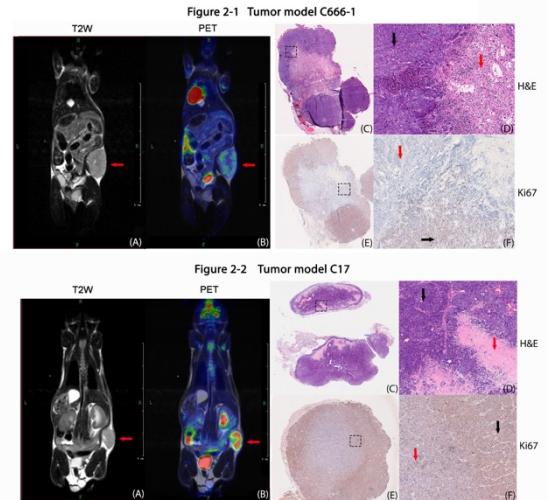 Figure 2-1 Tumor model C666-1
T2W
PET
H&E
Ki67
(A)
(B)
(C)
(D)
(E)
(F)
Figure 2-2 Tumor model C17
T2W
PET
H&E
Ki67
(A)
(B)
(C)
(D)
(E)
(F)